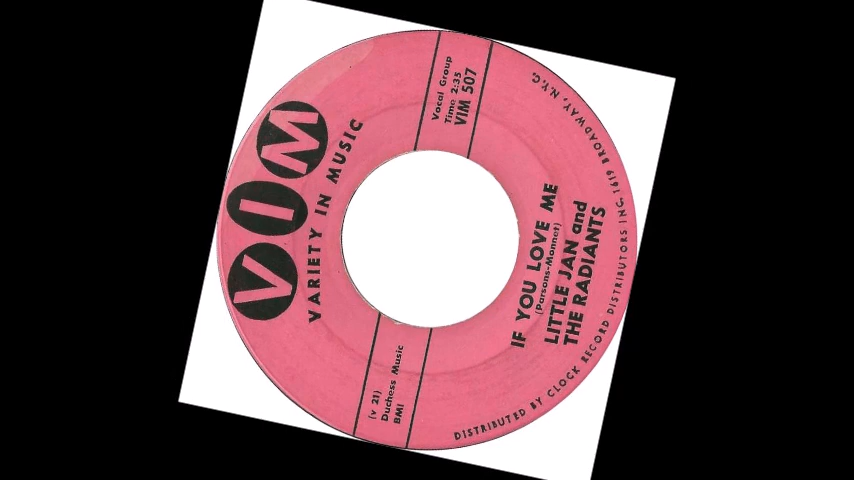 VIM
VARIETY IN MUSIC
(v 21)
Duchess Music
BMI
Vocal Group
Time 2:35
VIM 507
IF YOU LOVE ME
(Parsons-Monnet)
LITTLE JAN and
THE RADIANTS
DISTRIBUTED BY CLOCK RECORD DISTRIBUTORS INC. 1619 BROADWAY, N.Y.C.